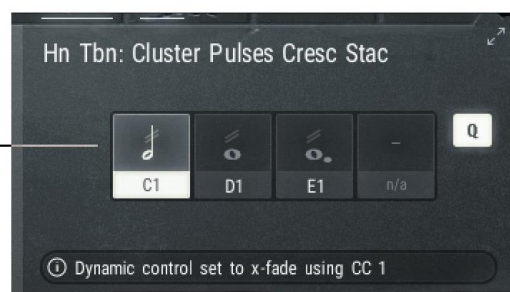 Hn Tbn: Cluster Pulses Cresc Stac
Q
C1 D1 E1 n/a
Dynamic control set to x-fade using CC 1